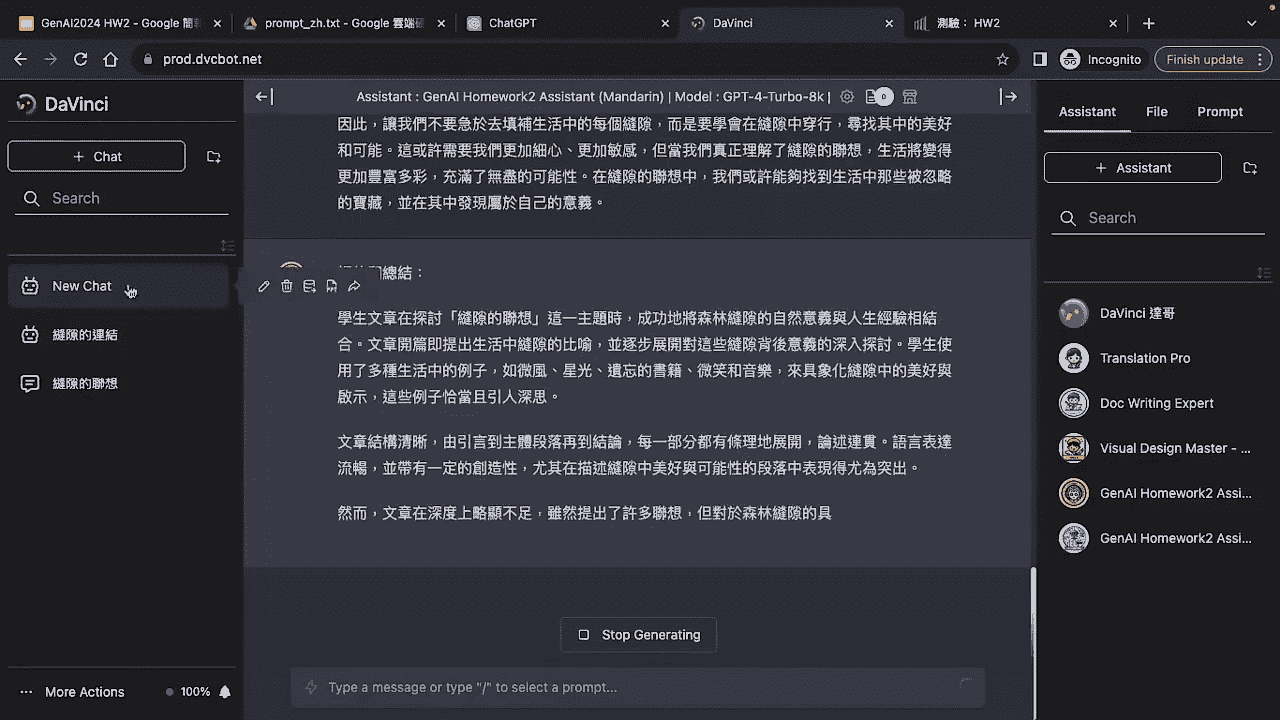 GenAI2024 HW2 - Google 簡
prompt_zh.txt - Google 雲端
ChatGPT
DaVinci
測驗： HW2
prod.dvcbot.net
Incognito
Finish update
DaVinci
Assistant : GenAI Homework2 Assistant (Mandarin) | Model : GPT-4-Turbo-8k |
0
Assistant
File
Prompt
+ Chat
+ Assistant
Search
Search
New Chat
縫隙的連結
縫隙的聯想
因此，讓我們不要急於去填補生活中的每個縫隙，而是要學會在縫隙中穿行，尋找其中的美好
和可能。這或許需要我們更加細心、更加敏感，但當我們真正理解了縫隙的聯想，生活將變得
更加豐富多彩，充滿了無盡的可能性。在縫隙的聯想中，我們或許能夠找到生活中那些被忽略
的寶藏，並在其中發現屬於自己的意義。
總結：
學生文章在探討「縫隙的聯想」這一主題時，成功地將森林縫隙的自然意義與人生經驗相結
合。文章開篇即提出生活中縫隙的比喻，並逐步展開對這些縫隙背後意義的深入探討。學生使
用了多種生活中的例子，如微風、星光、遺忘的書籍、微笑和音樂，來具象化縫隙中的美好與
啟示，這些例子恰當且引人深思。
文章結構清晰，由引言到主體段落再到結論，每一部分都有條理地展開，論述連貫。語言表達
流暢，並帶有一定的創造性，尤其在描述縫隙中美好與可能性的段落中表現得尤為突出。
然而，文章在深度上略顯不足，雖然提出了許多聯想，但對於森林縫隙的具
Stop Generating
Type a message or type "/" to select a prompt...
DaVinci 達哥
Translation Pro
Doc Writing Expert
Visual Design Master - ...
GenAI Homework2 Assi...
GenAI Homework2 Assi...
More Actions
100%